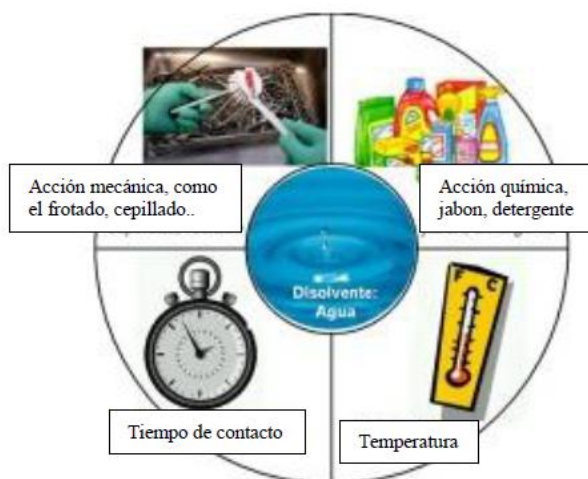 Acción mecánica, como
el frotado, cepillado..
Acción química,
jabon, detergente
Disolvente:
Agua
F C
Tiempo de contacto
Temperatura